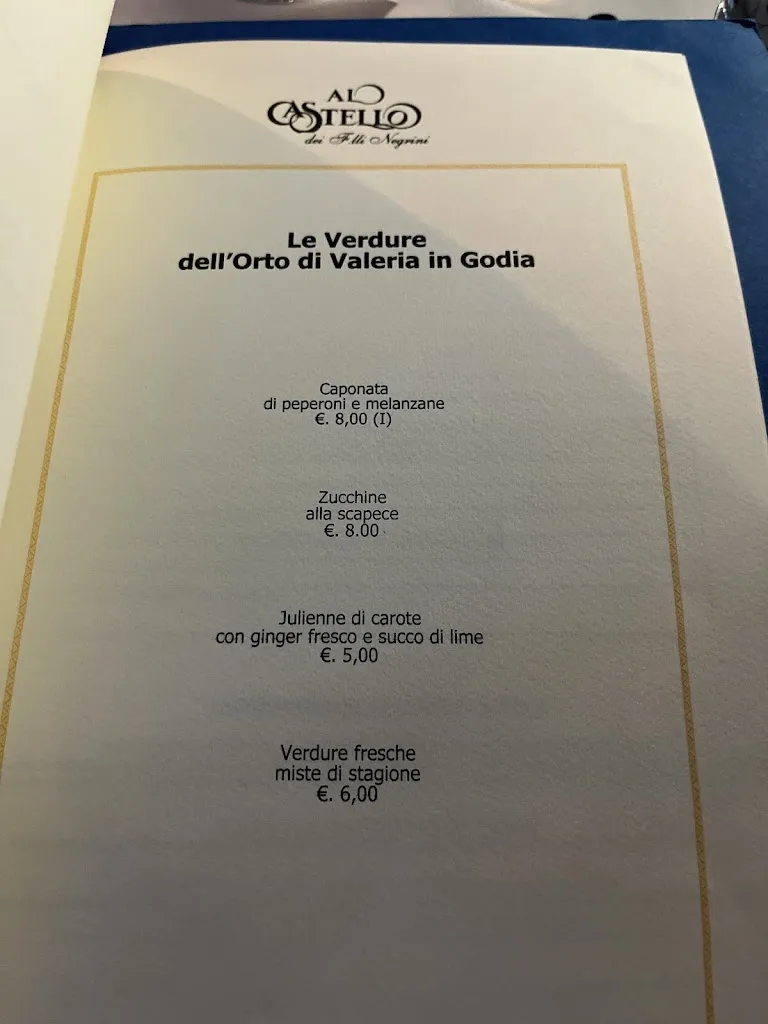 AL
CASTELLO
dei F.lli Negrini
Le Verdure
dell'Orto di Valeria in Godia
Caponata
di peperoni e melanzane
€. 8,00 (I)
Zucchine
alla scapece
€. 8.00
Julienne di carote
con ginger fresco e succo di lime
€. 5,00
Verdure fresche
miste di stagione
€. 6,00